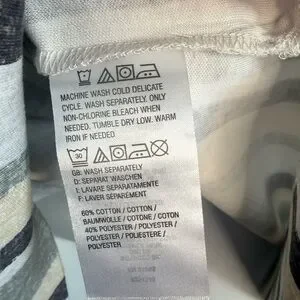 MACHINE WASH COLD DELICATE
CYCLE. WASH SEPARATELY. ONLY
NON-CHLORINE BLEACH WHEN
NEEDED. TUMBLE DRY LOW. WARM
IRON IF NEEDED
30
GB: WASH SEPARATELY
D: SEPARAT WASCHEN
I: LAVARE SEPARATAMENTE
F: LAVER SÉPARÉMENT
60% COTTON / COTTON /
BAUMWOLLE / COTONE / COTON
40% POLYESTER / POLYESTER /
POLYESTER / POLIESTERE /
POLYESTER